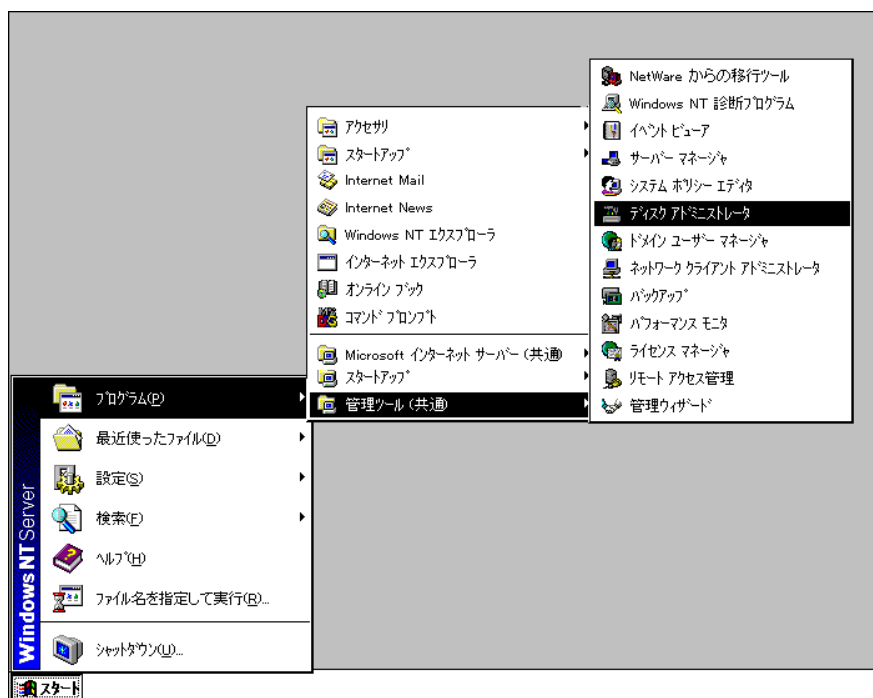 NetWare からの移行ツール
Windows NT 診断ﾌﾟﾛｸﾞﾗﾑ
ｲﾍﾞﾝﾄ ﾋﾞｭｰｱ
ｻｰﾊﾞｰ ﾏﾈｰｼﾞｬ
ｼｽﾃﾑ ﾎﾟﾘｼｰ ｴﾃﾞｨﾀ
ﾃﾞｨｽｸ ｱﾄﾞﾐﾆｽﾄﾚｰﾀ
ﾄﾞﾒｲﾝ ﾕｰｻﾞｰ ﾏﾈｰｼﾞｬ
ﾈｯﾄﾜｰｸ ｸﾗｲｱﾝﾄ ｱﾄﾞﾐﾆｽﾄﾚｰﾀ
ﾊﾞｯｸｱｯﾌﾟ
ﾊﾟﾌｫｰﾏﾝｽ ﾓﾆﾀ
ﾗｲｾﾝｽ ﾏﾈｰｼﾞｬ
ﾘﾓｰﾄ ｱｸｾｽ管理
管理ｳｨｻﾞｰﾄﾞ
ｱｸｾｻﾘ
ｽﾀｰﾄｱｯﾌﾟ
Internet Mail
Internet News
Windows NT ｴｸｽﾌﾟﾛｰﾗ
ｲﾝﾀｰﾈｯﾄ ｴｸｽﾌﾟﾛｰﾗ
ｵﾝﾗｲﾝ ﾌﾞｯｸ
ｺﾏﾝﾄﾞ ﾌﾟﾛﾝﾌﾟﾄ
Microsoft ｲﾝﾀｰﾈｯﾄ ｻｰﾊﾞｰ (共通)
ｽﾀｰﾄｱｯﾌﾟ
管理ﾂｰﾙ (共通)
ﾌﾟﾛｸﾞﾗﾑ(P)
最近使ったﾌｧｲﾙ(D)
設定(S)
検索(F)
ﾍﾙﾌﾟ(H)
ﾌｧｲﾙ名を指定して実行(R)...
ｼｬｯﾄﾀﾞｳﾝ(U)...
Windows NT Server
ｽﾀｰﾄ